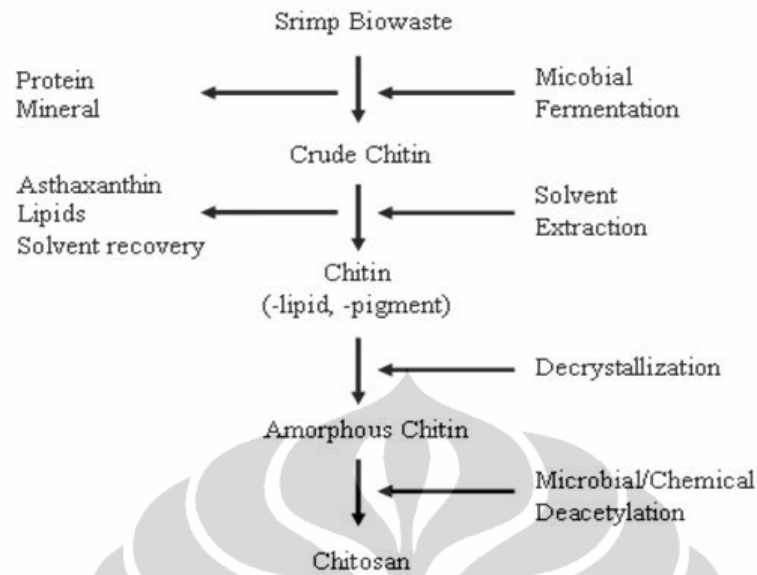 Srimp Biowaste
Protein
Mineral
Micobial
Fermentation
Crude Chitin
Asthaxanthin
Lipids
Solvent recovery
Solvent
Extraction
Chitin
(-lipid, -pigment)
Decrystallization
Amorphous Chitin
Microbial/Chemical
Deacetylation
Chitosan